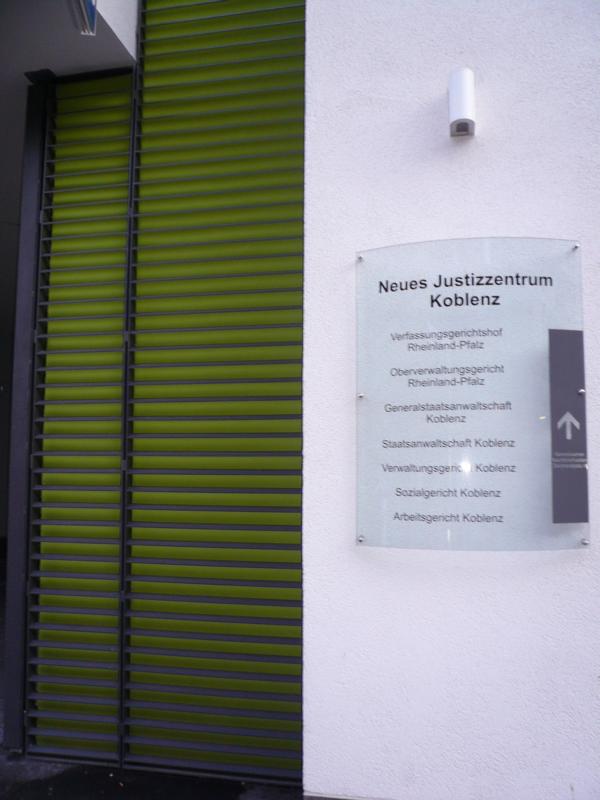 Neues Justizzentrum
Koblenz
Verfassungsgerichtshof
Rheinland-Pfalz
Oberverwaltungsgericht
Rheinland-Pfalz
Generalstaatsanwaltschaft
Koblenz
Staatsanwaltschaft Koblenz
Verwaltungsgericht Koblenz
Sozialgericht Koblenz
Arbeitsgericht Koblenz